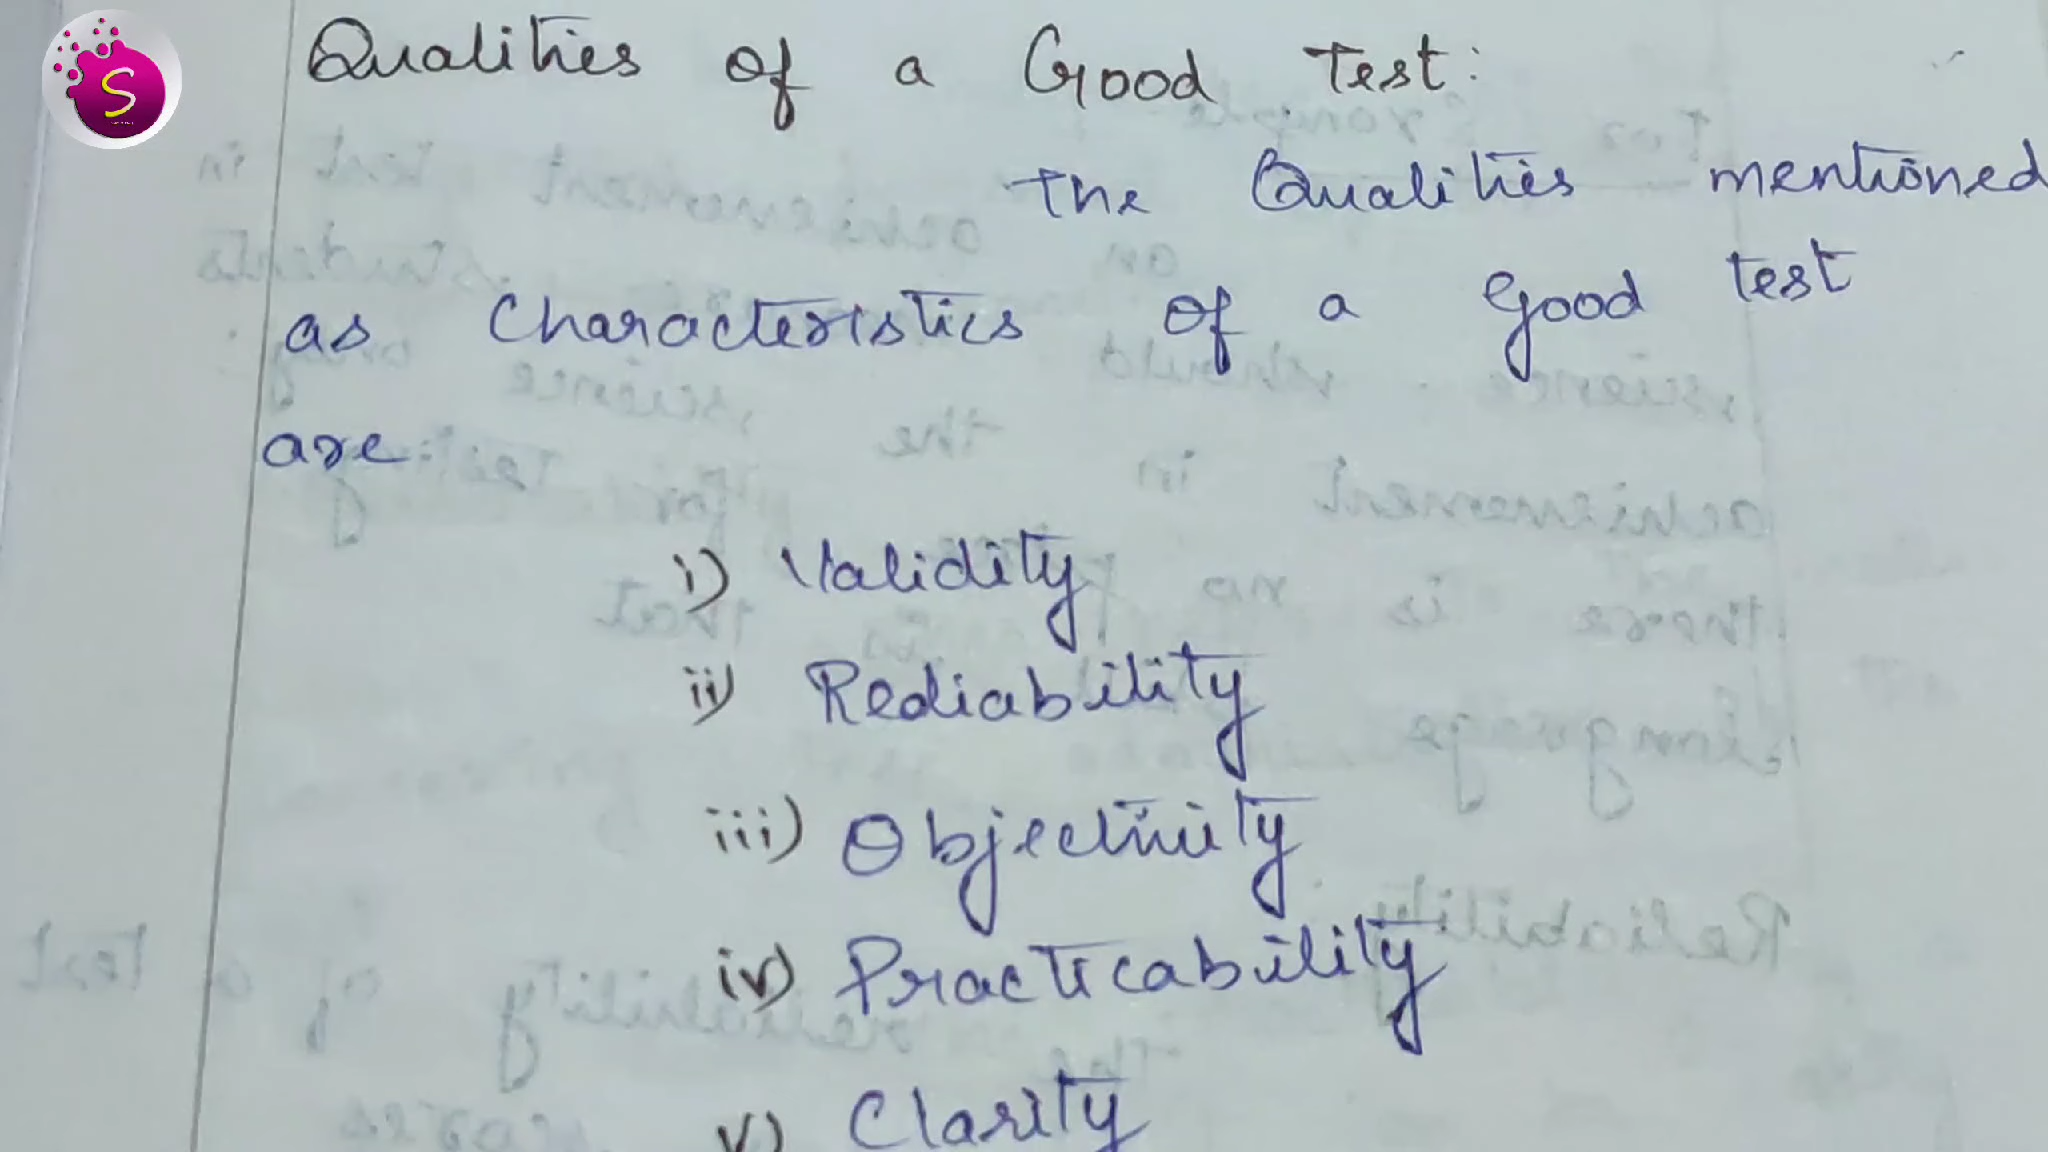 S
Qualities of a Good Test:
The Qualities mentioned
as Characteristics of a good test
are:
i) Validity
ii) Rediability
iii) Objectivity
iv) Practicability
v) Clarity